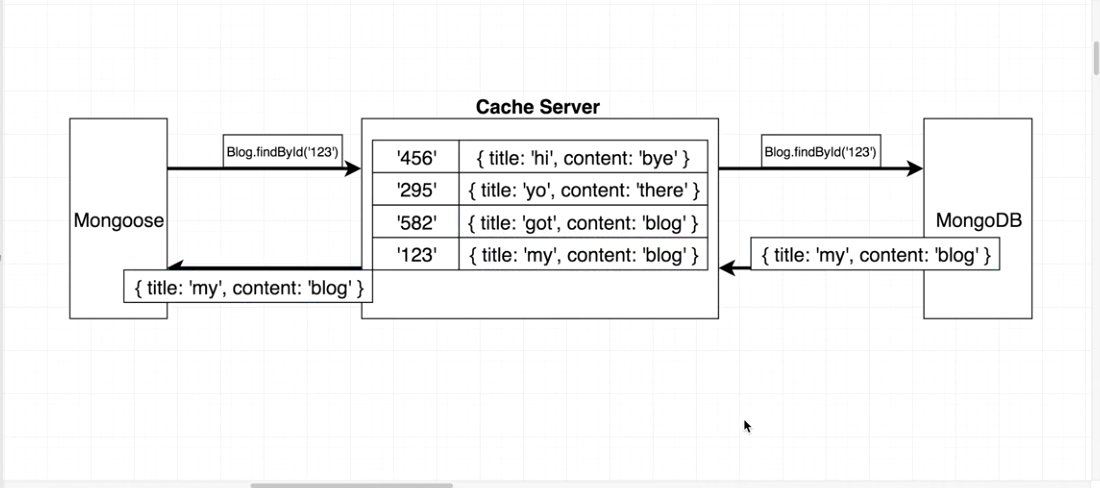 Cache Server
Blog.findById('123')
Blog.findById('123')
'456' { title: 'hi', content: 'bye' }
'295' { title: 'yo', content: 'there' }
'582' { title: 'got', content: 'blog' }
'123' { title: 'my', content: 'blog' }
Mongoose
MongoDB
{ title: 'my', content: 'blog' }
{ title: 'my', content: 'blog' }